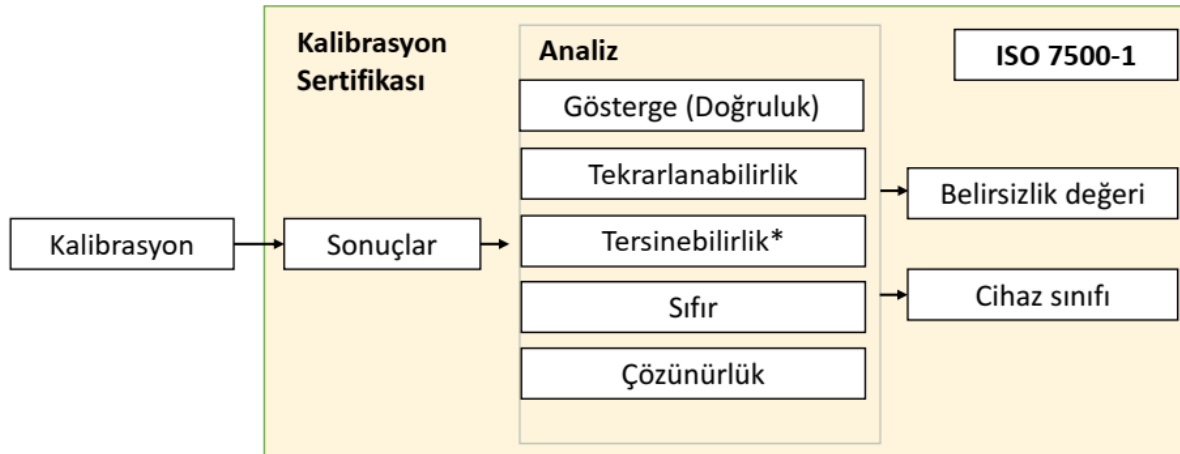 Kalibrasyon
Sertifikası
Analiz
ISO 7500-1
Gösterge (Doğruluk)
Tekrarlanabilirlik
Belirsizlik değeri
Kalibrasyon
Sonuçlar
Tersinebilirlik*
Sıfır
Cihaz sınıfı
Çözünürlük